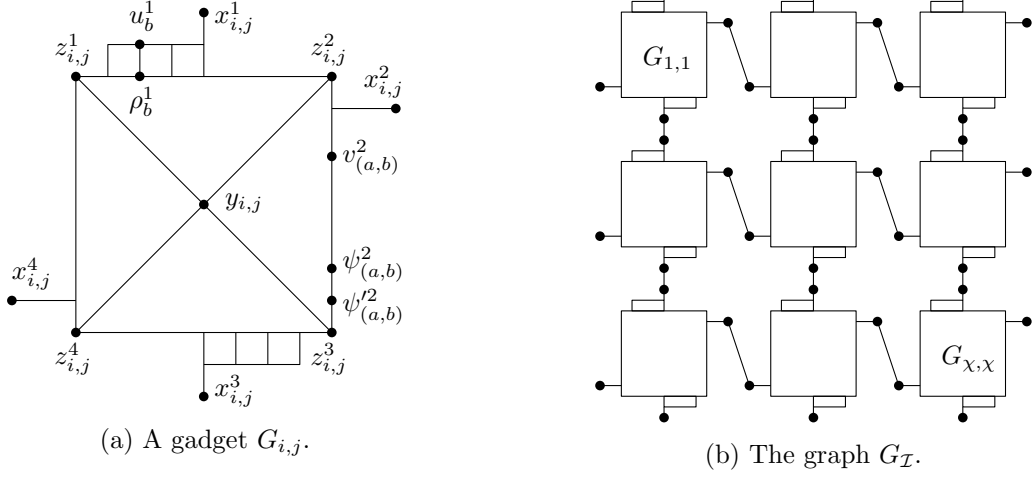 u_b^1
x_{i,j}^1
z_{i,j}^1
z_{i,j}^2
ρ_b^1
x_{i,j}^2
v_{(a,b)}^2
y_{i,j}
ψ_{(a,b)}^2
x_{i,j}^4
ψ'^2_{(a,b)}
z_{i,j}^4
z_{i,j}^3
x_{i,j}^3
(a) A gadget G_{i,j}.
G_{1,1}
G_{χ,χ}
(b) The graph G_ℐ.